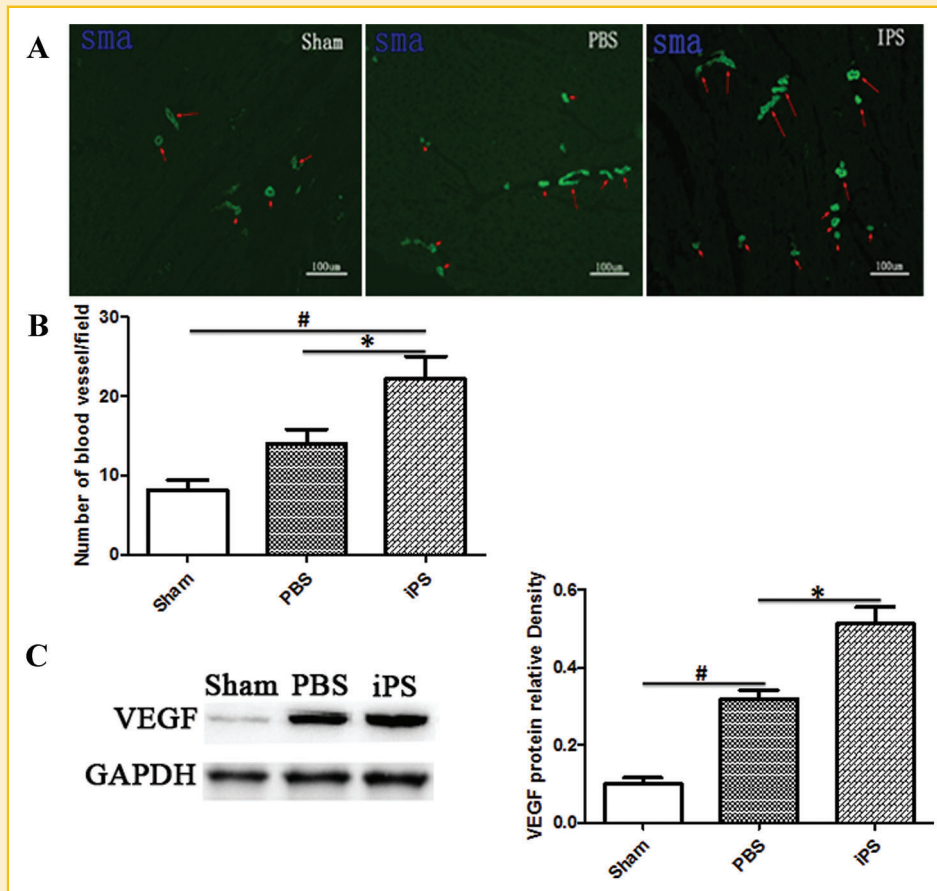 A
sma Sham
100um
sma PBS
100um
sma IPS
100um
B
Number of blood vessel/field
30
20
10
0
#
*
Sham
PBS
iPS
C
Sham PBS iPS
VEGF
GAPDH
VEGF protein relative Density
0.6
0.4
0.2
0.0
#
*
Sham
PBS
iPS